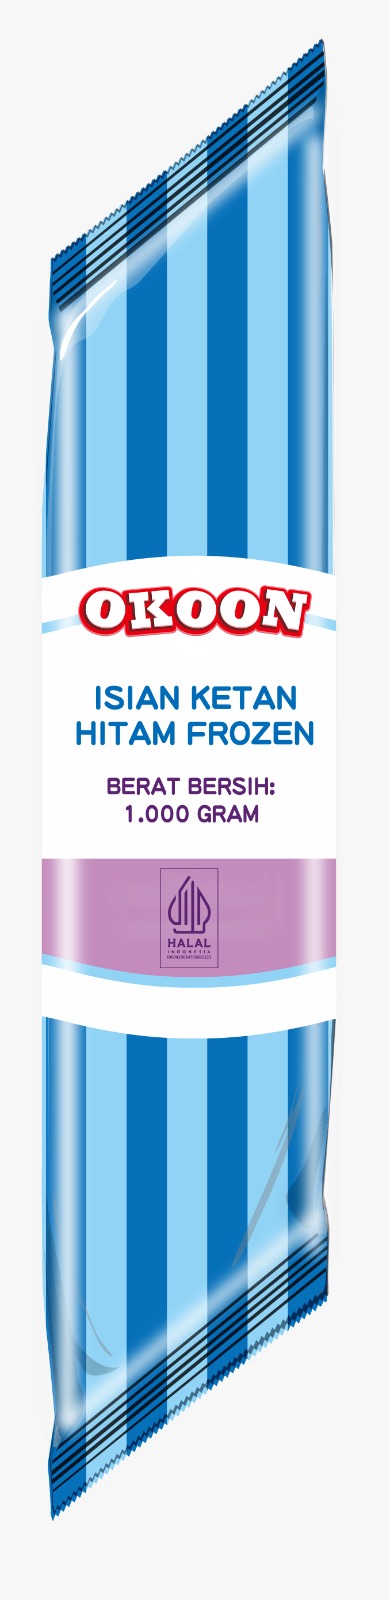 OKOON
ISIAN KETAN
HITAM FROZEN
BERAT BERSIH:
1.000 GRAM
HALAL
INDONESIA